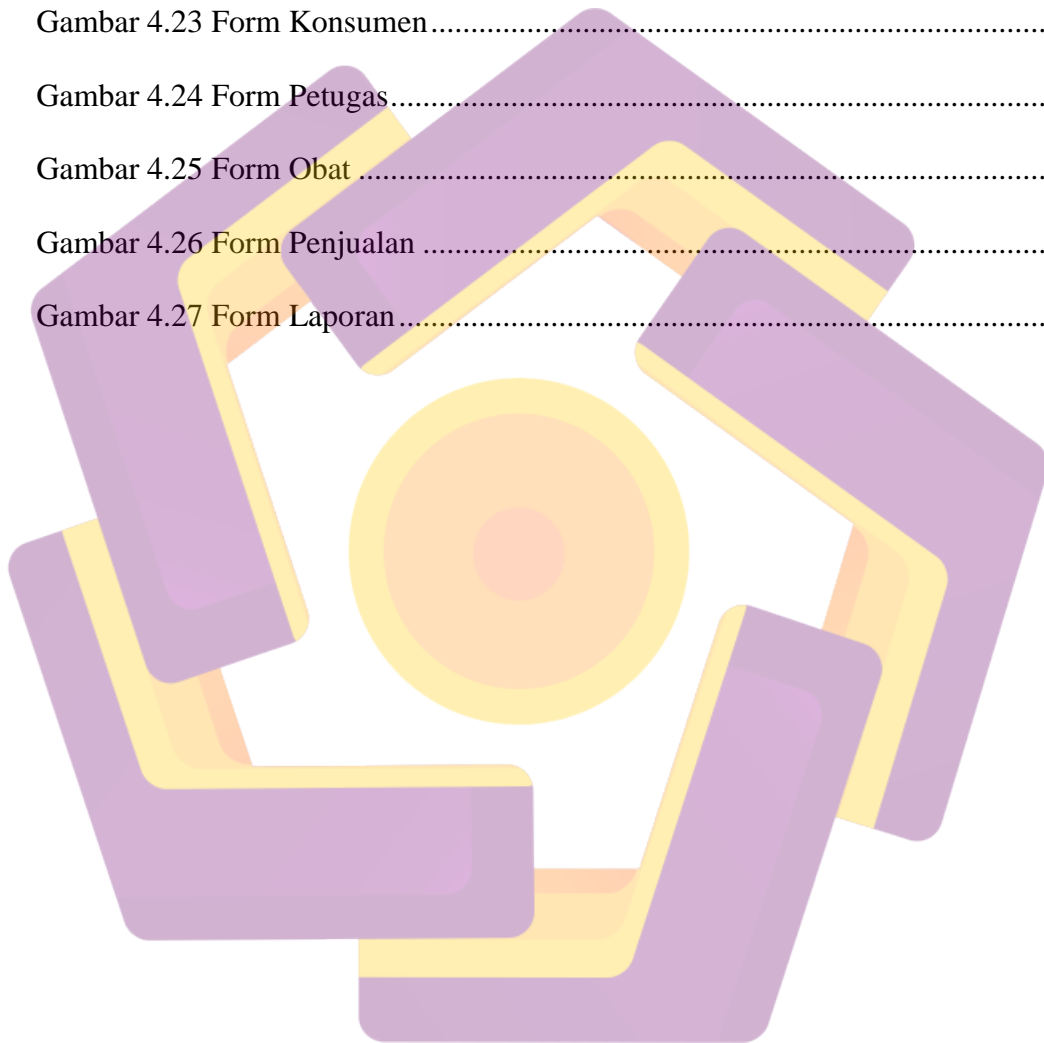 Gambar 4.23 Form Konsumen..............................................................................
Gambar 4.24 Form Petugas...................................................................................
Gambar 4.25 Form Obat .......................................................................................
Gambar 4.26 Form Penjualan ...............................................................................
Gambar 4.27 Form Laporan..................................................................................